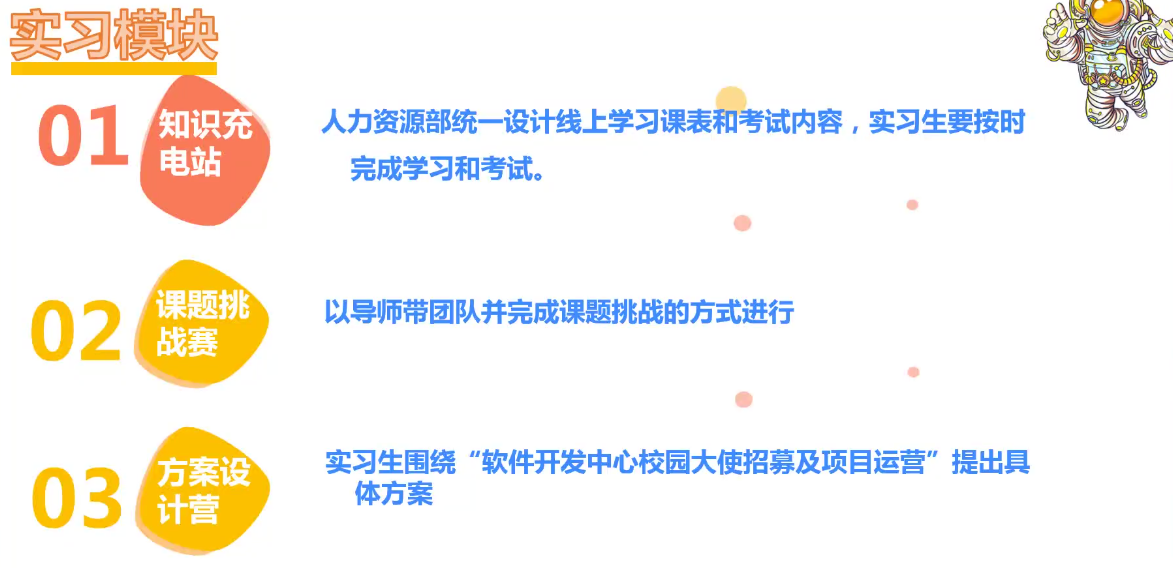 实习模块
01
知识充
电站
人力资源部统一设计线上学习课表和考试内容，实习生要按时
完成学习和考试。
02
课题挑
战赛
以导师带团队并完成课题挑战的方式进行
03
方案设
计营
实习生围绕“软件开发中心校园大使招募及项目运营”提出具
体方案